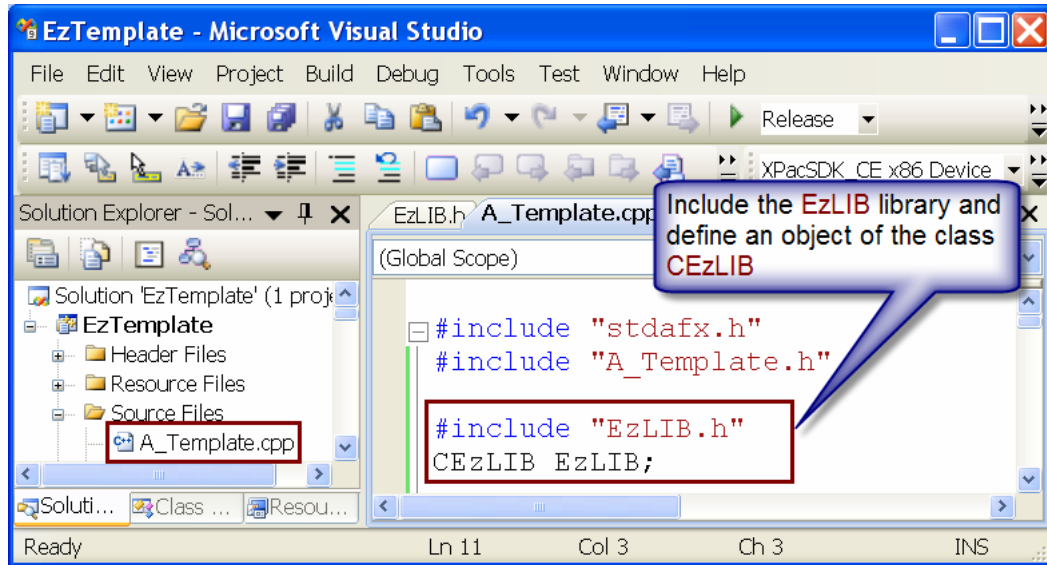 EzTemplate - Microsoft Visual Studio
File Edit View Project Build Debug Tools Test Window Help
Release
XPacSDK_CE x86 Device
Solution Explorer - Sol...
EzLIB.h A_Template.cpp
Include the EzLIB library and
define an object of the class
CEzLIB
(Global Scope)
Solution 'EzTemplate' (1 proje
EzTemplate
Header Files
Resource Files
Source Files
A_Template.cpp
#include "stdafx.h"
#include "A_Template.h"
#include "EzLIB.h"
CEzLIB EzLIB;
Soluti... Class ... Resou...
Ready Ln 11 Col 3 Ch 3 INS